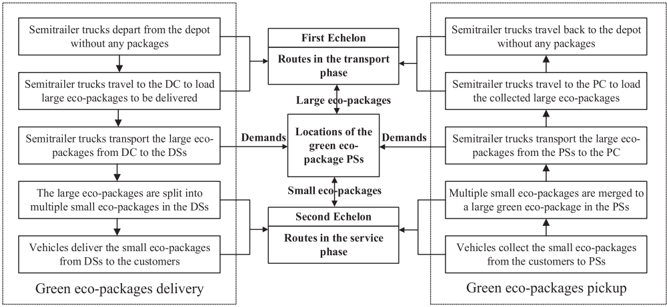 Semitrailer trucks depart from the depot
without any packages
Semitrailer trucks travel to the DC to load
large eco-packages to be delivered
Semitrailer trucks transport the large eco-
packages from DC to the DSs
The large eco-packages are split into
multiple small eco-packages in the DSs
Vehicles deliver the small eco-packages
from DSs to the customers
Green eco-packages delivery
First Echelon
Routes in the transport
phase
Large eco-packages
Demands
Locations of the
green eco-
package PSs
Demands
Small eco-packages
Second Echelon
Routes in the service
phase
Semitrailer trucks travel back to the depot
without any packages
Semitrailer trucks travel to the PC to load
the collected large eco-packages
Semitrailer trucks transport the large eco-
packages from the PSs to the PC
Multiple small eco-packages are merged to
a large green eco-package in the PSs
Vehicles collect the small eco-packages
from the customers to PSs
Green eco-packages pickup